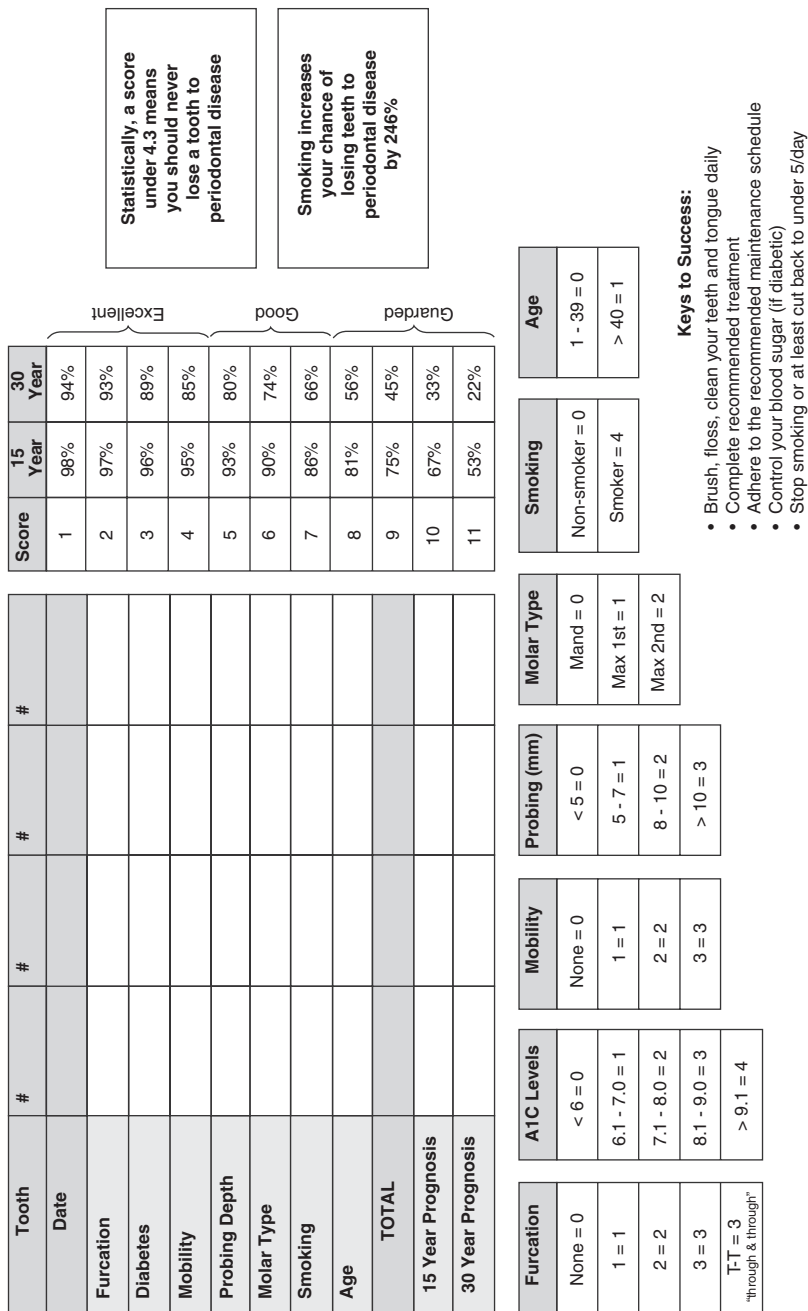 Tooth # # # #
Date
Furcation
Diabetes
Mobility
Probing Depth
Molar Type
Smoking
Age
TOTAL
15 Year Prognosis
30 Year Prognosis
Score 15 Year 30 Year
1 98% 94%
2 97% 93%
3 96% 89%
4 95% 85%
5 93% 80%
6 90% 74%
7 86% 66%
8 81% 56%
9 75% 45%
10 67% 33%
11 53% 22%
Excellent
Good
Guarded
Statistically, a score
under 4.3 means
you should never
lose a tooth to
periodontal disease
Smoking increases
your chance of
losing teeth to
periodontal disease
by 246%
Furcation
None = 0
1 = 1
2 = 2
3 = 3
T-T = 3
"through & through"
A1C Levels
< 6 = 0
6.1 - 7.0 = 1
7.1 - 8.0 = 2
8.1 - 9.0 = 3
> 9.1 = 4
Mobility
None = 0
1 = 1
2 = 2
3 = 3
Probing (mm)
< 5 = 0
5 - 7 = 1
8 - 10 = 2
> 10 = 3
Molar Type
Mand = 0
Max 1st = 1
Max 2nd = 2
Smoking
Non-smoker = 0
Smoker = 4
Age
1 - 39 = 0
> 40 = 1
Keys to Success:
• Brush, floss, clean your teeth and tongue daily
• Complete recommended treatment
• Adhere to the recommended maintenance schedule
• Control your blood sugar (if diabetic)
• Stop smoking or at least cut back to under 5/day